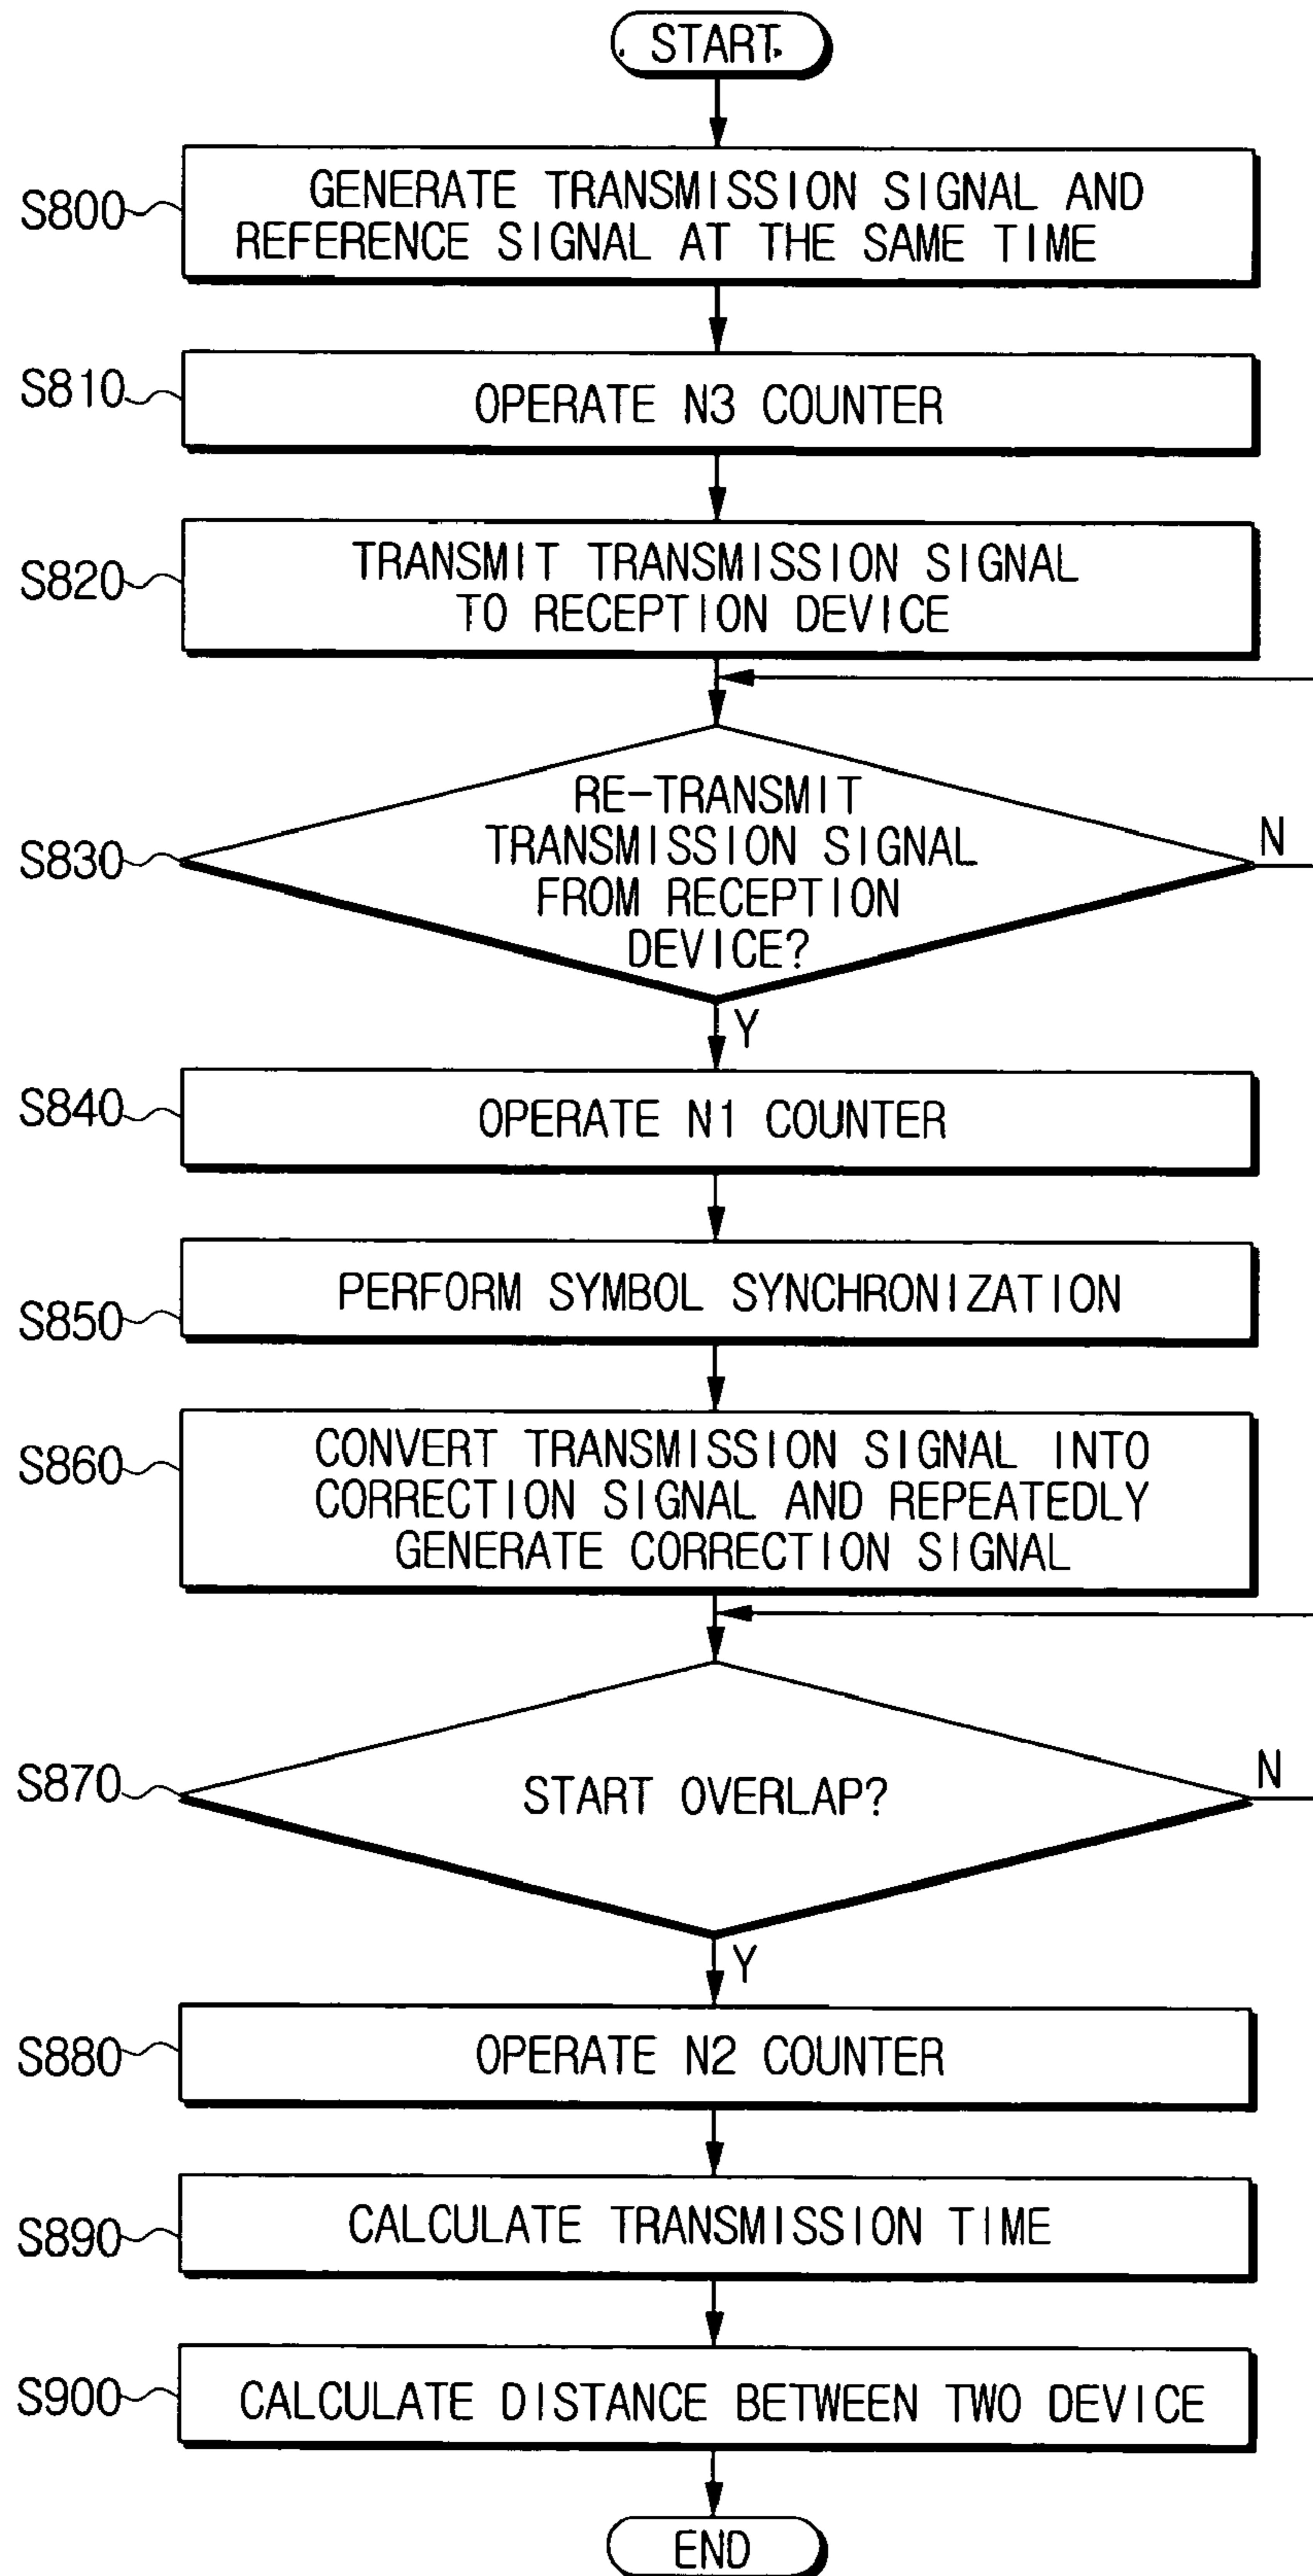 START
S800
GENERATE TRANSMISSION SIGNAL AND
REFERENCE SIGNAL AT THE SAME TIME
S810
OPERATE N3 COUNTER
S820
TRANSMIT TRANSMISSION SIGNAL
TO RECEPTION DEVICE
S830
RE-TRANSMIT
TRANSMISSION SIGNAL
FROM RECEPTION
DEVICE?
N
Y
S840
OPERATE N1 COUNTER
S850
PERFORM SYMBOL SYNCHRONIZATION
S860
CONVERT TRANSMISSION SIGNAL INTO
CORRECTION SIGNAL AND REPEATEDLY
GENERATE CORRECTION SIGNAL
S870
START OVERLAP?
N
Y
S880
OPERATE N2 COUNTER
S890
CALCULATE TRANSMISSION TIME
S900
CALCULATE DISTANCE BETWEEN TWO DEVICE
END